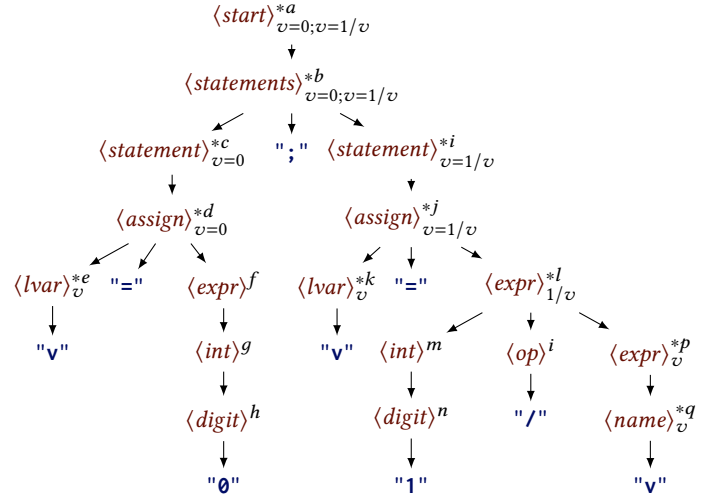 ⟨start⟩*a v=0;v=1/v
⟨statements⟩*b v=0;v=1/v
⟨statement⟩*c v=0 ";" ⟨statement⟩*i v=1/v
⟨assign⟩*d v=0 ⟨assign⟩*j v=1/v
⟨lvar⟩*e v "=" ⟨expr⟩f ⟨lvar⟩*k v "=" ⟨expr⟩*l 1/v
"v" ⟨int⟩g "v" ⟨int⟩m ⟨op⟩i ⟨expr⟩*p v
⟨digit⟩h ⟨digit⟩n "/" ⟨name⟩*q v
"0" "1" "v"